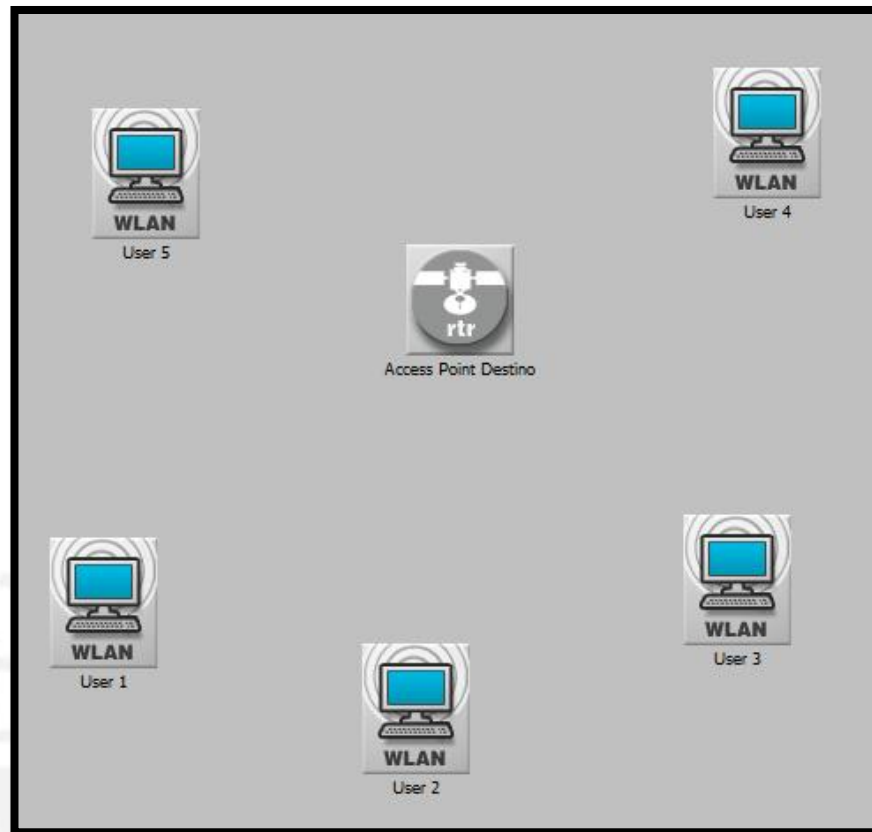 WLAN
User 4
WLAN
User 5
rtr
Access Point Destino
WLAN
User 3
WLAN
User 1
WLAN
User 2